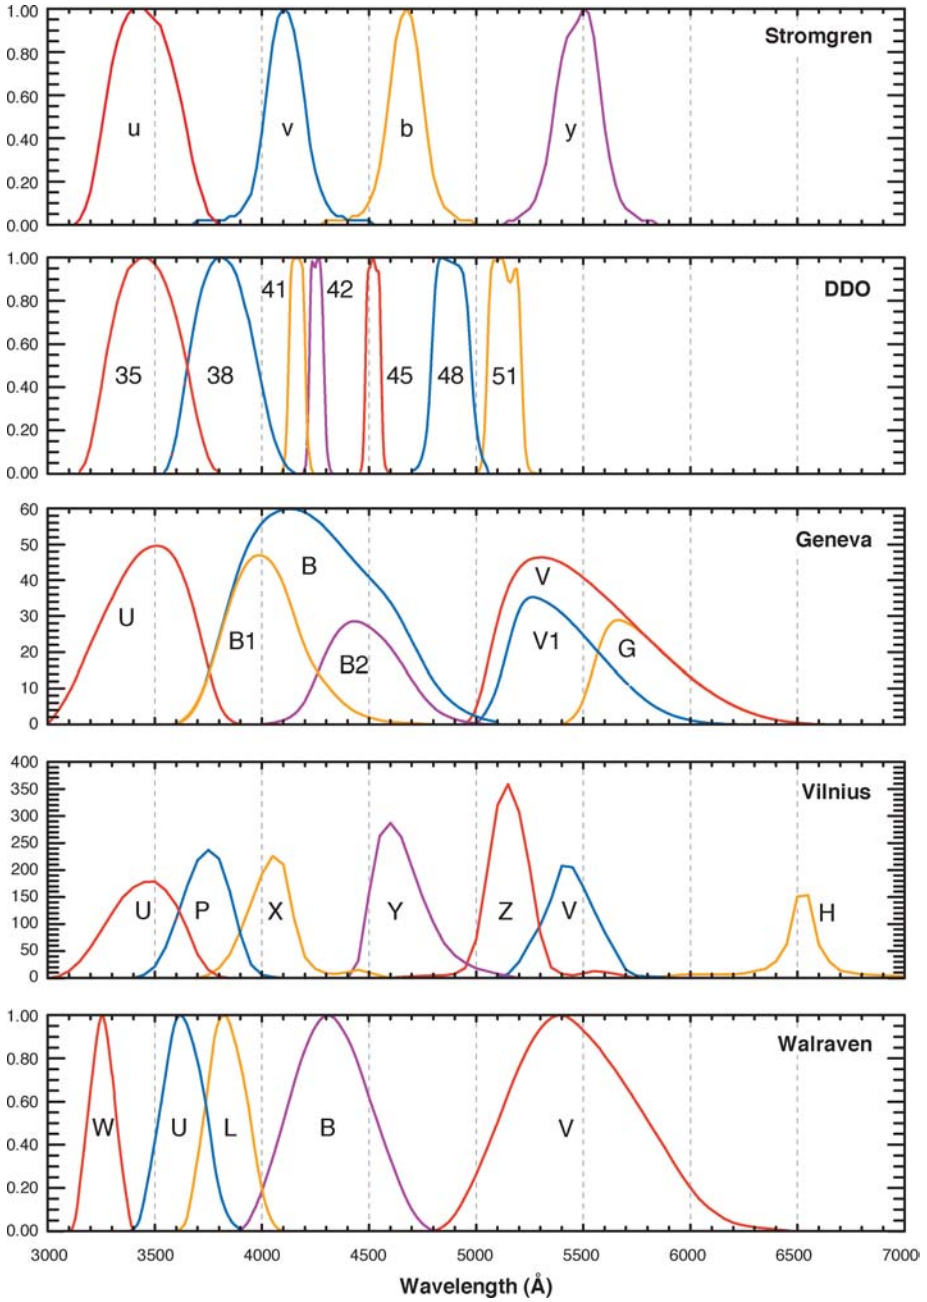 1.00
0.80
0.60
0.40
0.20
0.00
Stromgren
u
v
b
y
1.00
0.80
0.60
0.40
0.20
0.00
DDO
41
42
35
38
45
48
51
60
50
40
30
20
10
0
Geneva
U
B
B1
B2
V
V1
G
400
350
300
250
200
150
100
50
0
Vilnius
U
P
X
Y
Z
V
H
1.00
0.80
0.60
0.40
0.20
0.00
Walraven
W
U
L
B
V
3000 3500 4000 4500 5000 5500 6000 6500 7000
Wavelength (Å)